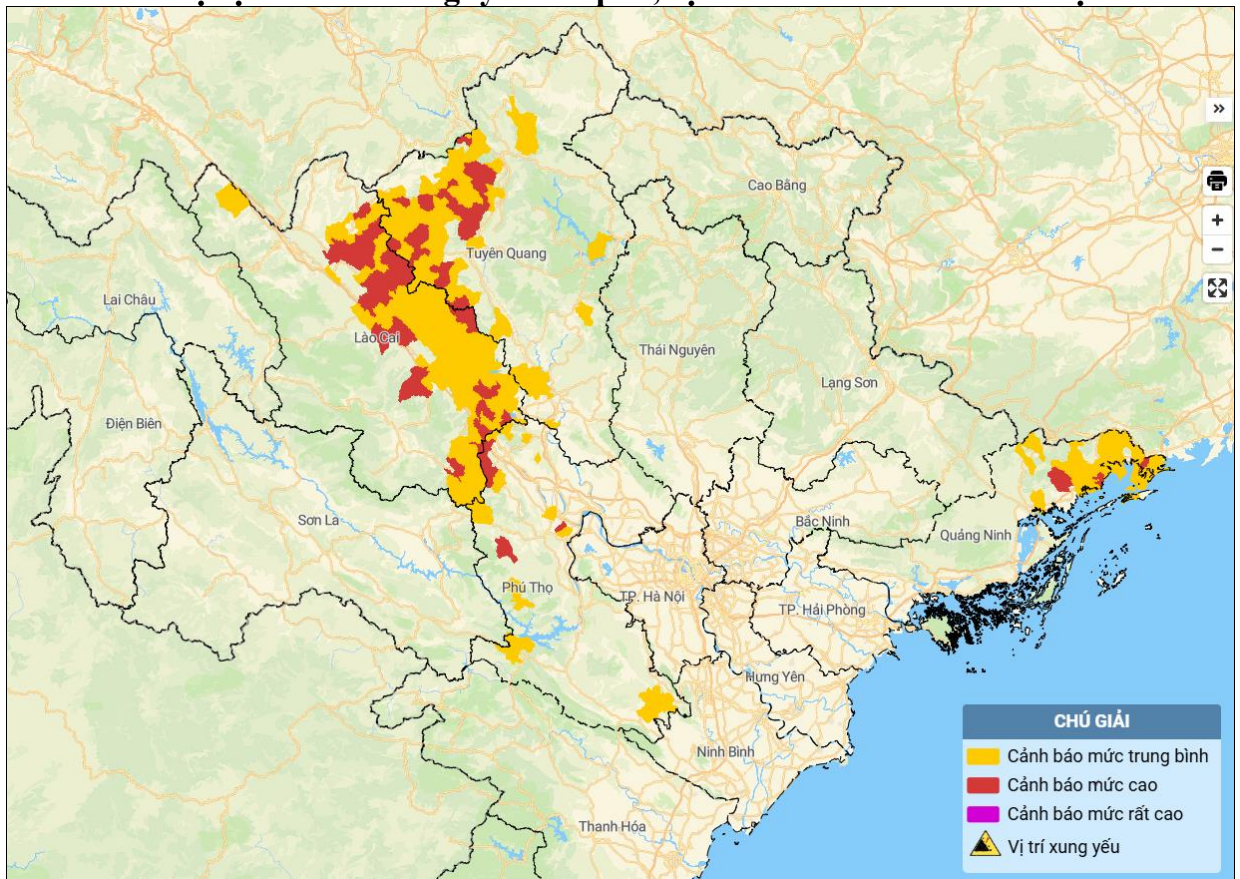 Cao Bằng
Tuyên Quang
Lai Châu
Lào Cai
Thái Nguyên
Lạng Sơn
Điện Biên
Sơn La
Bắc Ninh
Quảng Ninh
Phú Thọ
TP. Hà Nội
TP. Hải Phòng
Hưng Yên
Ninh Bình
Thanh Hóa
»
+
−
CHÚ GIẢI
Cảnh báo mức trung bình
Cảnh báo mức cao
Cảnh báo mức rất cao
Vị trí xung yếu